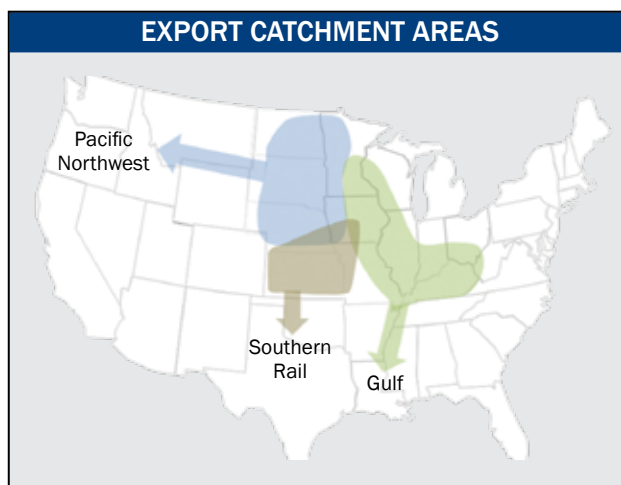 EXPORT CATCHMENT AREAS
Pacific
Northwest
Southern
Rail
Gulf